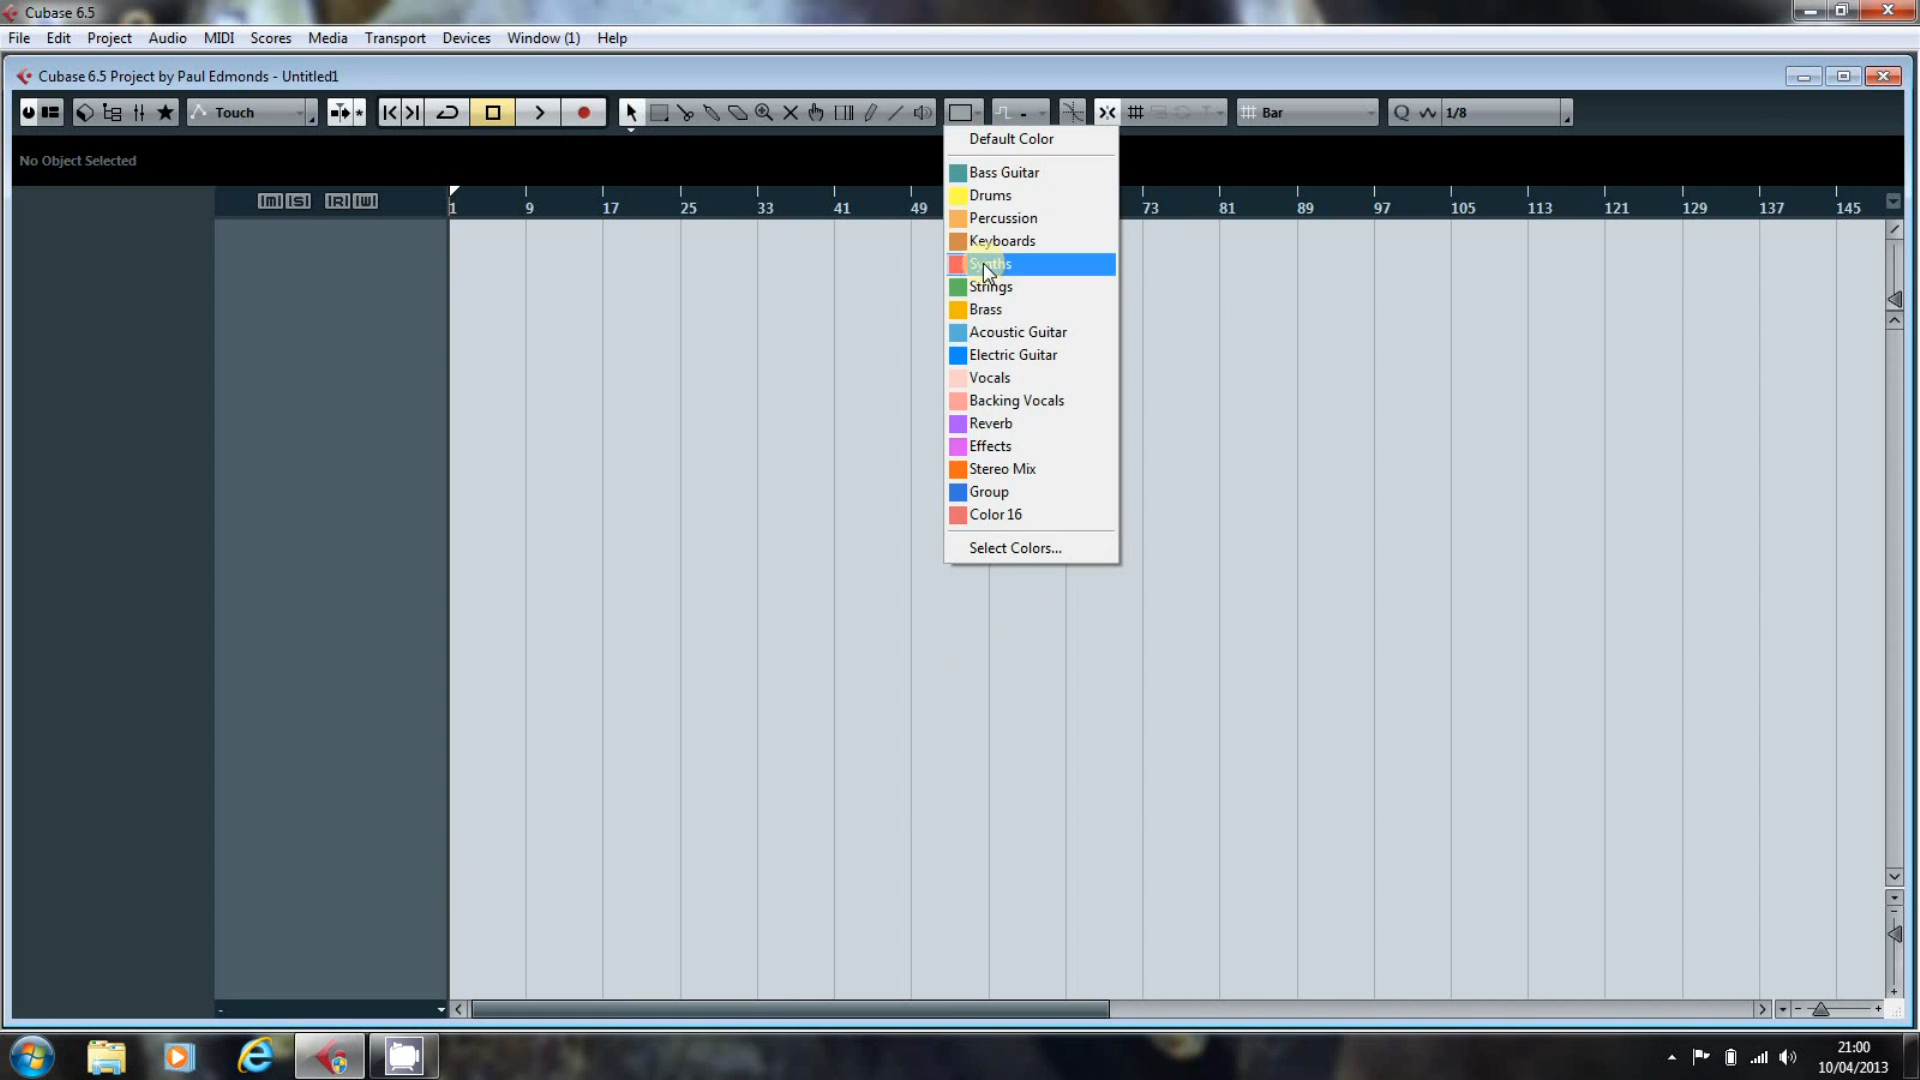 Cubase 6.5
File Edit Project Audio MIDI Scores Media Transport Devices Window (1) Help
Cubase 6.5 Project by Paul Edmonds - Untitled1
Touch Bar Q 1/8
Default Color
No Object Selected
M S R W
1 9 17 25 33 41 49 73 81 89 97 105 113 121 129 137 145
Bass Guitar
Drums
Percussion
Keyboards
Synths
Strings
Brass
Acoustic Guitar
Electric Guitar
Vocals
Backing Vocals
Reverb
Effects
Stereo Mix
Group
Color 16
Select Colors...
21:00
10/04/2013